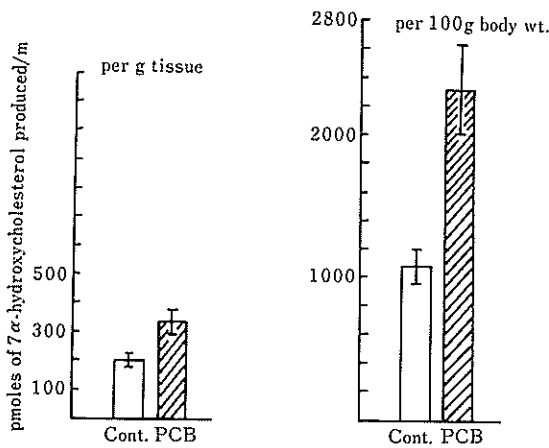 pmoles of 7α-hydroxycholesterol produced/m
per g tissue
500
300
100
Cont. PCB
per 100g body wt.
2800
2000
1000
Cont. PCB